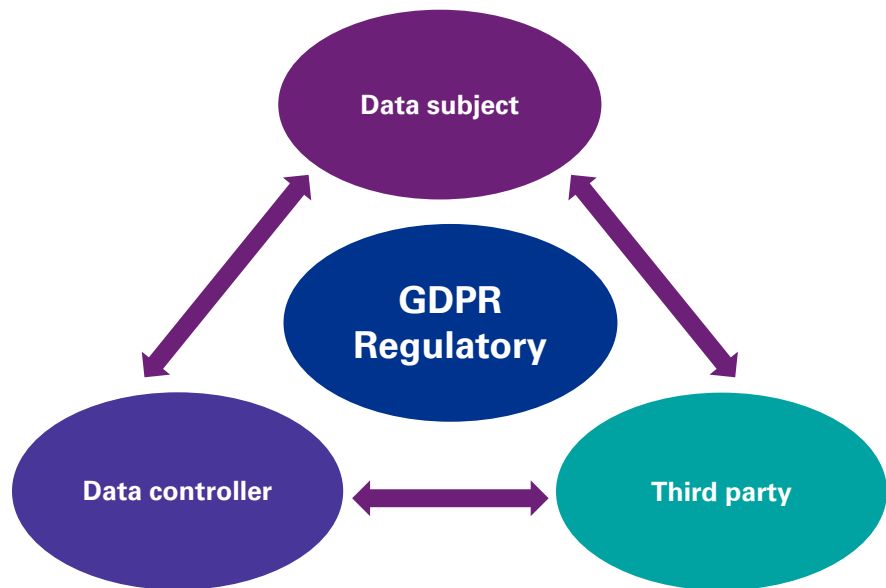 Data subject
GDPR
Regulatory
Data controller
Third party